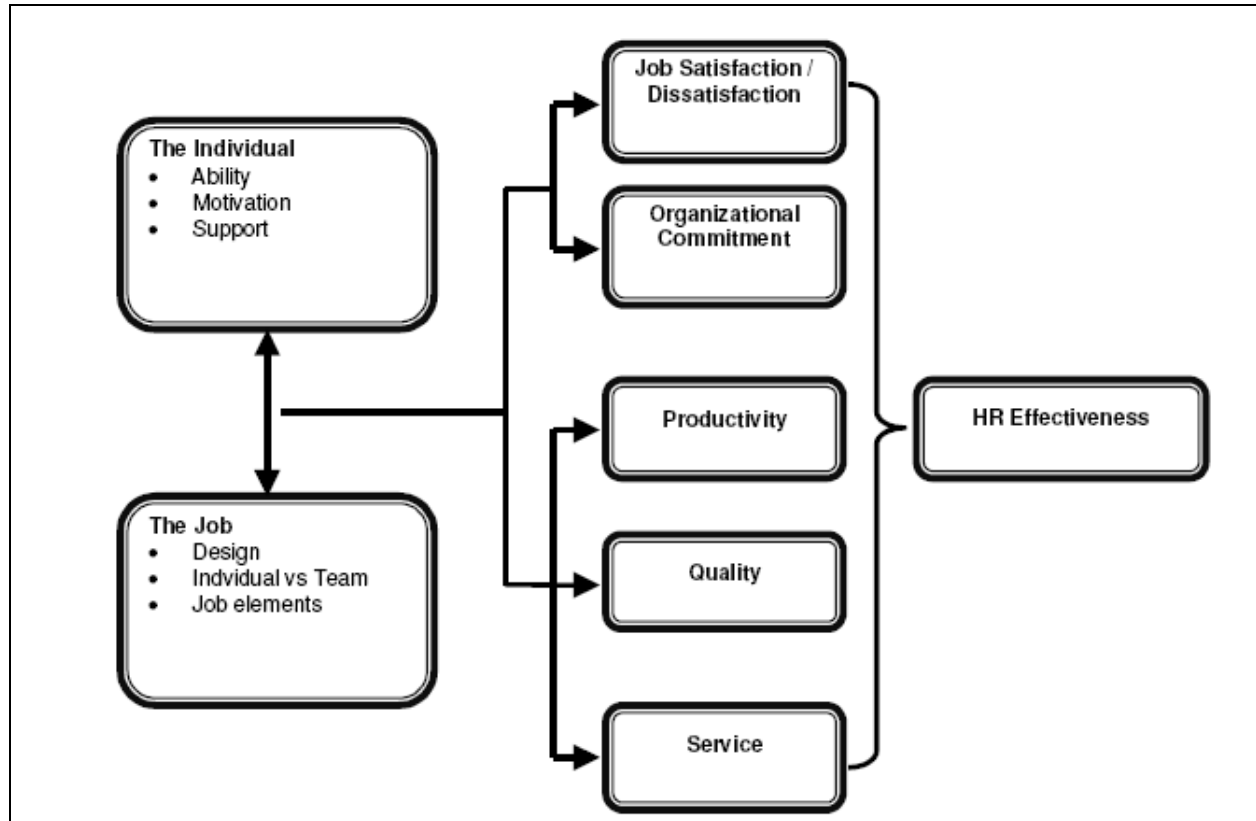 The Individual
• Ability
• Motivation
• Support
The Job
• Design
• Indvidual vs Team
• Job elements
Job Satisfaction /
Dissatisfaction
Organizational
Commitment
Productivity
Quality
Service
HR Effectiveness